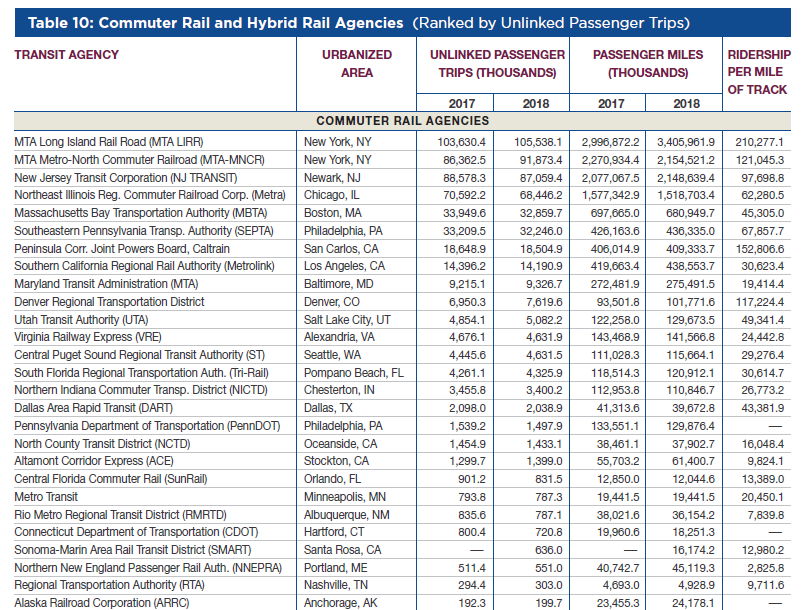 Table 10: Commuter Rail and Hybrid Rail Agencies (Ranked by Unlinked Passenger Trips)
TRANSIT AGENCY URBANIZED AREA UNLINKED PASSENGER TRIPS (THOUSANDS) PASSENGER MILES (THOUSANDS) RIDERSHIP PER MILE OF TRACK
2017 2018 2017 2018
COMMUTER RAIL AGENCIES
MTA Long Island Rail Road (MTA LIRR) New York, NY 103,630.4 105,538.1 2,996,872.2 3,405,961.9 210,277.1
MTA Metro-North Commuter Railroad (MTA-MNCR) New York, NY 86,362.5 91,873.4 2,270,934.4 2,154,521.2 121,045.3
New Jersey Transit Corporation (NJ TRANSIT) Newark, NJ 88,578.3 87,059.4 2,077,067.5 2,148,639.4 97,698.8
Northeast Illinois Reg. Commuter Railroad Corp. (Metra) Chicago, IL 70,592.2 68,446.2 1,577,342.9 1,518,703.4 62,280.5
Massachusetts Bay Transportation Authority (MBTA) Boston, MA 33,949.6 32,859.7 697,665.0 680,949.7 45,305.0
Southeastern Pennsylvania Transp. Authority (SEPTA) Philadelphia, PA 33,209.5 32,246.0 426,163.6 436,335.0 67,857.7
Peninsula Corr. Joint Powers Board, Caltrain San Carlos, CA 18,648.9 18,504.9 406,014.9 409,333.7 152,806.6
Southern California Regional Rail Authority (Metrolink) Los Angeles, CA 14,396.2 14,190.9 419,663.4 438,553.7 30,623.4
Maryland Transit Administration (MTA) Baltimore, MD 9,215.1 9,326.7 272,481.9 275,491.5 19,414.4
Denver Regional Transportation District Denver, CO 6,950.3 7,619.6 93,501.8 101,771.6 117,224.4
Utah Transit Authority (UTA) Salt Lake City, UT 4,854.1 5,082.2 122,258.0 129,673.5 49,341.4
Virginia Railway Express (VRE) Alexandria, VA 4,676.1 4,631.9 143,468.9 141,566.8 24,442.8
Central Puget Sound Regional Transit Authority (ST) Seattle, WA 4,445.6 4,631.5 111,028.3 115,664.1 29,276.4
South Florida Regional Transportation Auth. (Tri-Rail) Pompano Beach, FL 4,261.1 4,325.9 118,514.3 120,912.1 30,614.7
Northern Indiana Commuter Transp. District (NICTD) Chesterton, IN 3,455.8 3,400.2 112,953.8 110,846.7 26,773.2
Dallas Area Rapid Transit (DART) Dallas, TX 2,098.0 2,038.9 41,313.6 39,672.8 43,381.9
Pennsylvania Department of Transportation (PennDOT) Philadelphia, PA 1,539.2 1,497.9 133,551.1 129,876.4 —
North County Transit District (NCTD) Oceanside, CA 1,454.9 1,433.1 38,461.1 37,902.7 16,048.4
Altamont Corridor Express (ACE) Stockton, CA 1,299.7 1,399.0 55,703.2 61,400.7 9,824.1
Central Florida Commuter Rail (SunRail) Orlando, FL 901.2 831.5 12,850.0 12,044.6 13,389.0
Metro Transit Minneapolis, MN 793.8 787.3 19,441.5 19,441.5 20,450.1
Rio Metro Regional Transit District (RMRTD) Albuquerque, NM 835.6 787.1 38,021.6 36,154.2 7,839.8
Connecticut Department of Transportation (CDOT) Hartford, CT 800.4 720.8 19,960.6 18,251.3 —
Sonoma-Marin Area Rail Transit District (SMART) Santa Rosa, CA — 636.0 — 16,174.2 12,980.2
Northern New England Passenger Rail Auth. (NNEPRA) Portland, ME 511.4 551.0 40,742.7 45,119.3 2,825.8
Regional Transportation Authority (RTA) Nashville, TN 294.4 303.0 4,693.0 4,928.9 9,711.6
Alaska Railroad Corporation (ARRC) Anchorage, AK 192.3 199.7 23,455.3 24,178.1 —